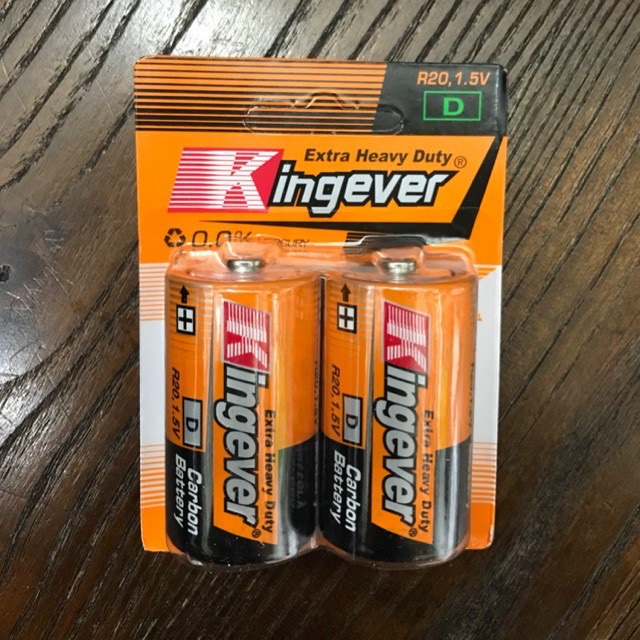 R20, 1.5V
D
Extra Heavy Duty
Kingever®
0.0%
Kingever®
Extra Heavy Duty
R20, 1.5V
D
Carbon
Battery
Kingever®
Extra Heavy Duty
R20, 1.5V
D
Carbon
Battery